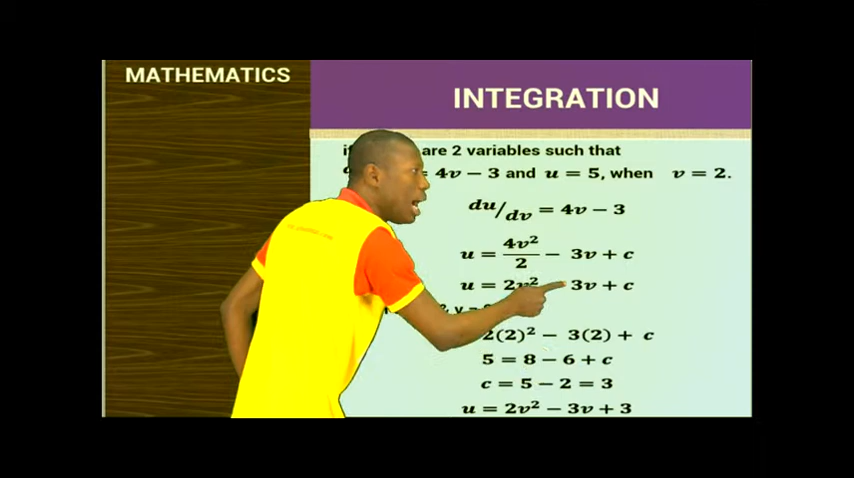 MATHEMATICS
INTEGRATION
are 2 variables such that
= 4v − 3 and u = 5, when v = 2.
du/dv = 4v − 3
u = 4v²/2 − 3v + c
u = 2v² 3v + c
2(2)² − 3(2) + c
5 = 8 − 6 + c
c = 5 − 2 = 3
u = 2v² − 3v + 3